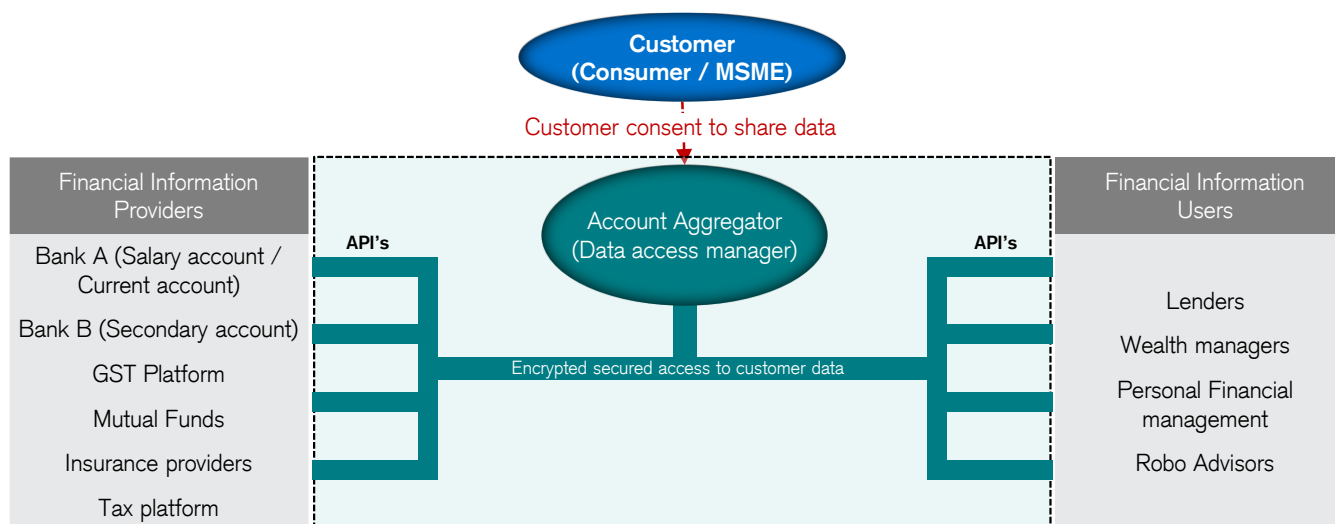 Customer
(Consumer / MSME)
Customer consent to share data
Financial Information
Providers
Bank A (Salary account /
Current account)
Bank B (Secondary account)
GST Platform
Mutual Funds
Insurance providers
Tax platform
API's
Account Aggregator
(Data access manager)
Encrypted secured access to customer data
API's
Financial Information
Users
Lenders
Wealth managers
Personal Financial
management
Robo Advisors